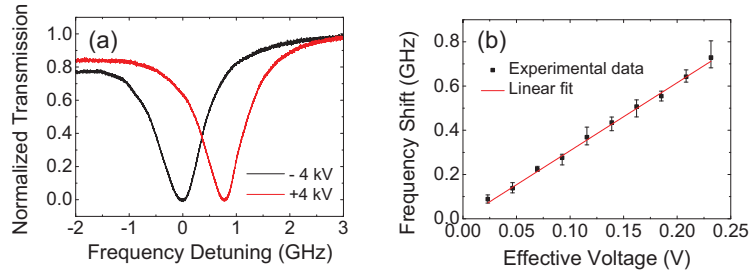 (a)
Normalized Transmission
1.0
0.8
0.6
0.4
0.2
0.0
- 4 kV
+4 kV
-2
-1
0
1
2
3
Frequency Detuning (GHz)
(b)
Frequency Shift (GHz)
0.8
0.6
0.4
0.2
0.0
Experimental data
Linear fit
0.00
0.05
0.10
0.15
0.20
0.25
Effective Voltage (V)